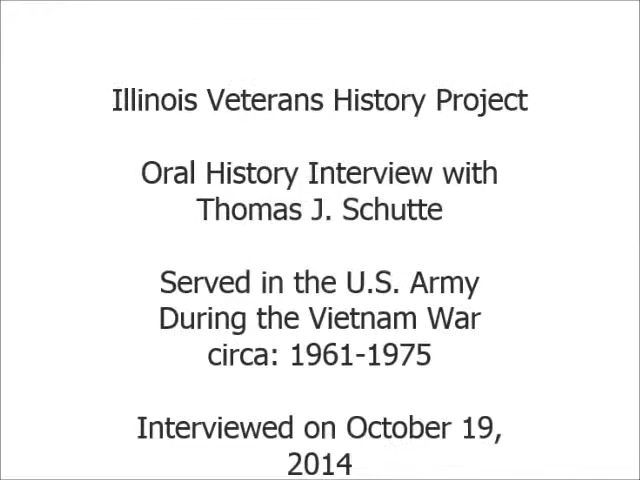 Illinois Veterans History Project
Oral History Interview with
Thomas J. Schutte
Served in the U.S. Army
During the Vietnam War
circa: 1961-1975
Interviewed on October 19,
2014